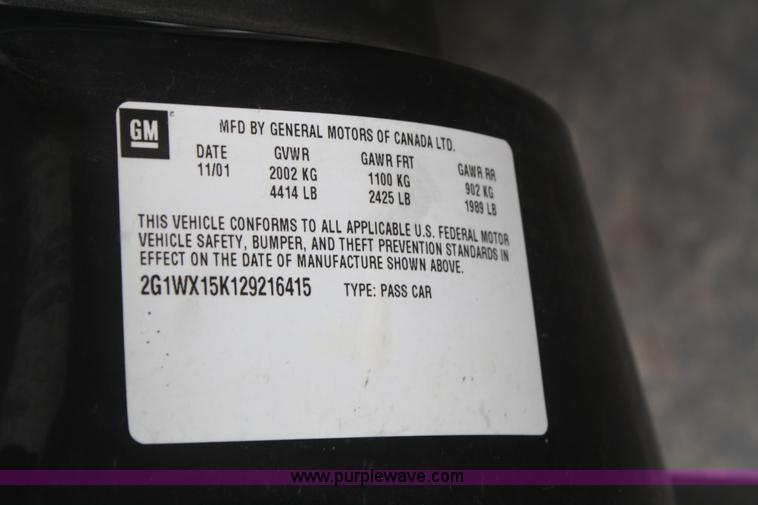 GM
MFD BY GENERAL MOTORS OF CANADA LTD.
DATE GVWR GAWR FRT GAWR RR
11/01 2002 KG 1100 KG 902 KG
4414 LB 2425 LB 1989 LB
THIS VEHICLE CONFORMS TO ALL APPLICABLE U.S. FEDERAL MOTOR
VEHICLE SAFETY, BUMPER, AND THEFT PREVENTION STANDARDS IN
EFFECT ON THE DATE OF MANUFACTURE SHOWN ABOVE.
2G1WX15K129216415 TYPE: PASS CAR
www.purplewave.com